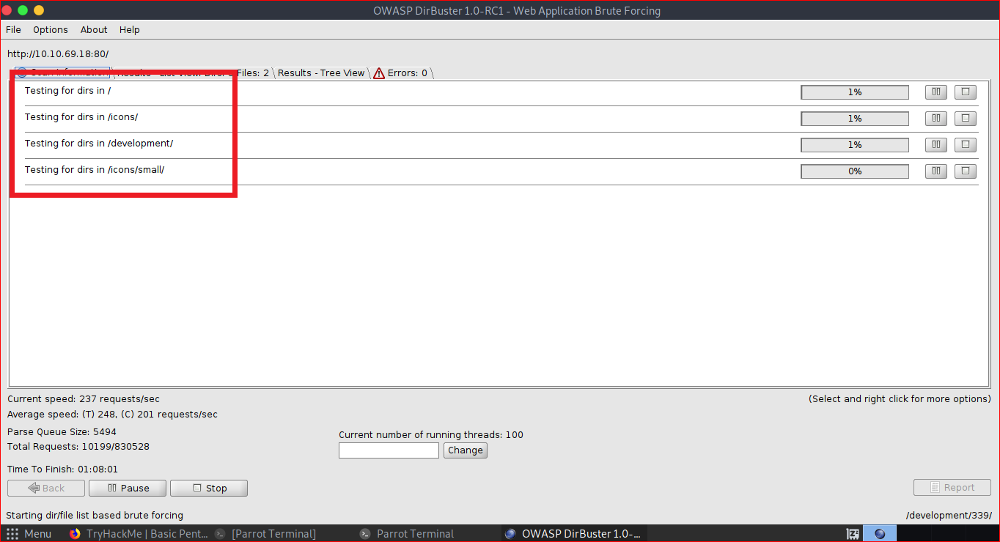 OWASP DirBuster 1.0-RC1 - Web Application Brute Forcing
File Options About Help
http://10.10.69.18:80/
Files: 2 Results - Tree View Errors: 0
Testing for dirs in / 1%
Testing for dirs in /icons/ 1%
Testing for dirs in /development/ 1%
Testing for dirs in /icons/small/ 0%
Current speed: 237 requests/sec (Select and right click for more options)
Average speed: (T) 248, (C) 201 requests/sec
Parse Queue Size: 5494
Current number of running threads: 100
Total Requests: 10199/830528
Change
Time To Finish: 01:08:01
Back Pause Stop Report
Starting dir/file list based brute forcing /development/339/
Menu TryHackMe | Basic Pent... [Parrot Terminal] Parrot Terminal OWASP DirBuster 1.0-...